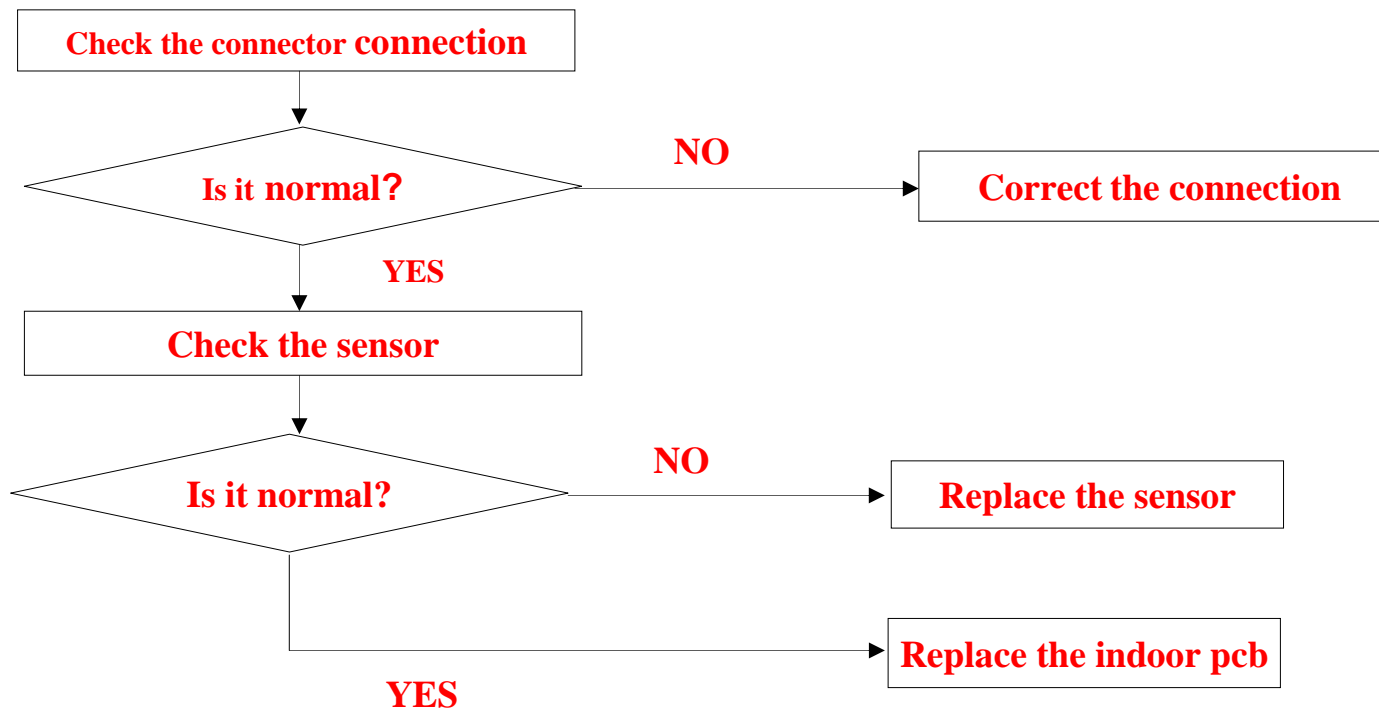 Check the connector connection
NO
Is it normal?
Correct the connection
YES
Check the sensor
NO
Is it normal?
Replace the sensor
Replace the indoor pcb
YES